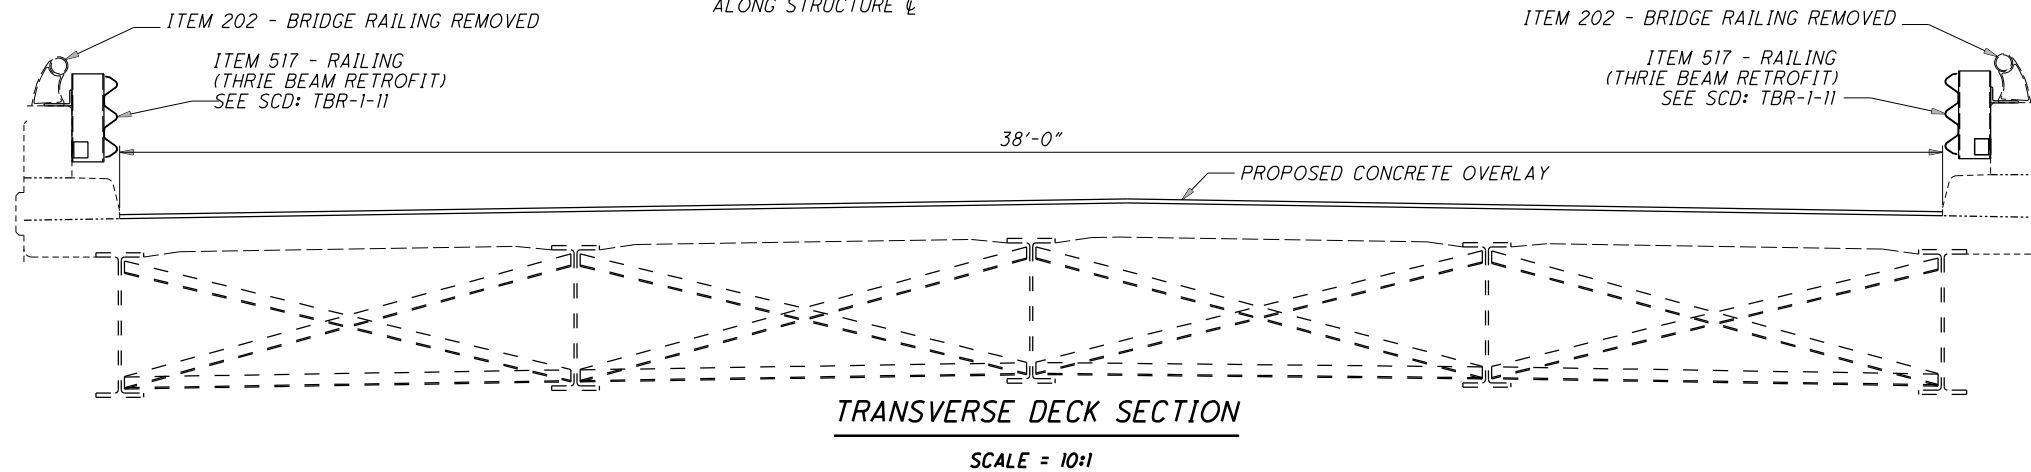 ALONG STRUCTURE ℄
ITEM 202 - BRIDGE RAILING REMOVED
ITEM 202 - BRIDGE RAILING REMOVED
ITEM 517 - RAILING
(THRIE BEAM RETROFIT)
SEE SCD: TBR-1-11
ITEM 517 - RAILING
(THRIE BEAM RETROFIT)
SEE SCD: TBR-1-11
38'-0"
PROPOSED CONCRETE OVERLAY
TRANSVERSE DECK SECTION
SCALE = 10:1